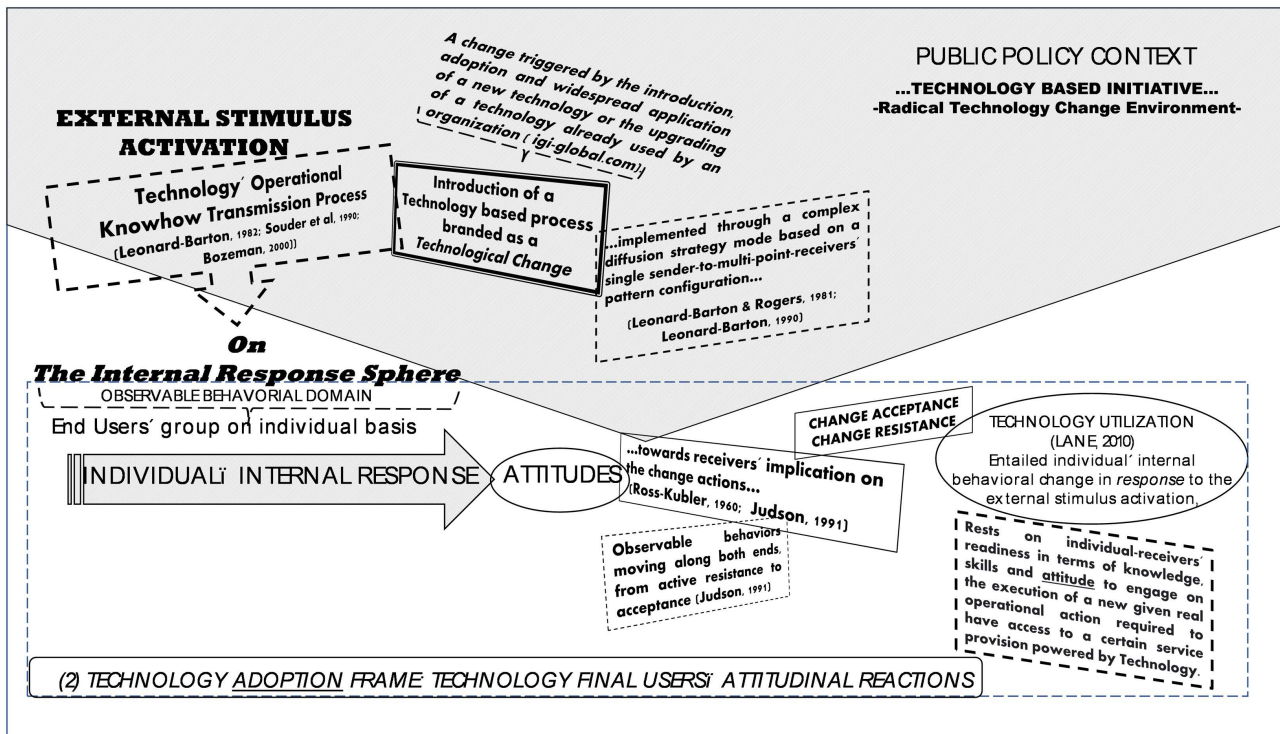 PUBLIC POLICY CONTEXT
...TECHNOLOGY BASED INITIATIVE...
-Radical Technology Change Environment-
A change triggered by the introduction,
adoption and widespread application
of a new technology or the upgrading
of a technology already used by an
organization ( igi-global.com)
EXTERNAL STIMULUS
ACTIVATION
Technology´ Operational
Knowhow Transmission Process
(Leonard-Barton, 1982; Souder et al, 1990;
Bozeman, 2000))
Introduction of a
Technology based process
branded as a
Technological Change
...implemented through a complex
diffusion strategy mode based on a
single sender-to-multi-point-receivers´
pattern configuration...
(Leonard-Barton & Rogers, 1981;
Leonard-Barton, 1990)
On
The Internal Response Sphere
OBSERVABLE BEHAVORIAL DOMAIN
End Users´ group on individual basis
INDIVIDUALï INTERNAL RESPONSE
ATTITUDES
...towards receivers´ implication on
the change actions...
(Ross-Kubler, 1960; Judson, 1991)
CHANGE ACCEPTANCE
CHANGE RESISTANCE
Observable behaviors
moving along both ends,
from active resistance to
acceptance (Judson, 1991)
TECHNOLOGY UTILIZATION
(LANE, 2010)
Entailed individual´ internal
behavioral change in response to the
external stimulus activation,
Rests on individual-receivers´
readiness in terms of knowledge,
skills and attitude to engage on
the execution of a new given real
operational action required to
have access to a certain service
provision powered by Technology.
(2) TECHNOLOGY ADOPTION FRAME: TECHNOLOGY FINAL USERSï ATTITUDINAL REACTIONS